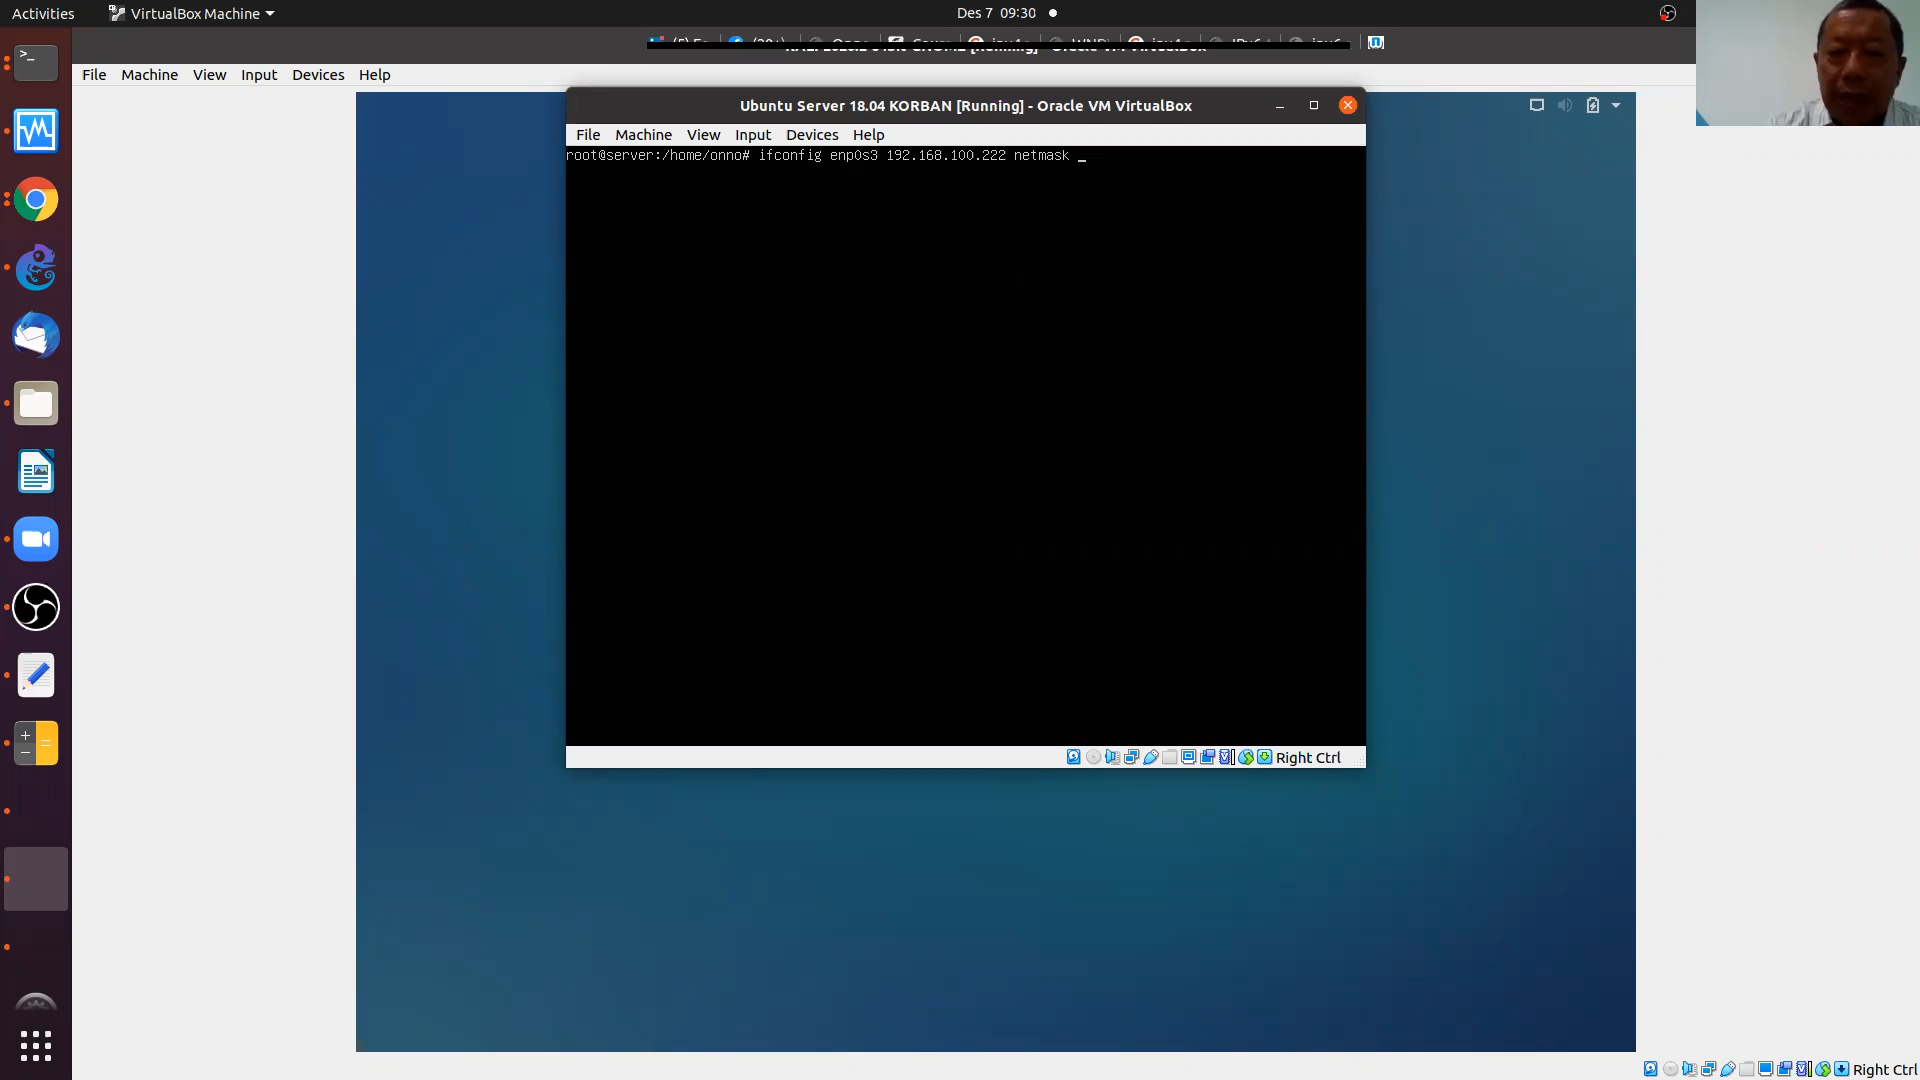 Activities
VirtualBox Machine
Des 7 09:30
File Machine View Input Devices Help
Ubuntu Server 18.04 KORBAN [Running] - Oracle VM VirtualBox
File Machine View Input Devices Help
root@server:/home/onno# ifconfig enp0s3 192.168.100.222 netmask _
Right Ctrl
Right Ctrl